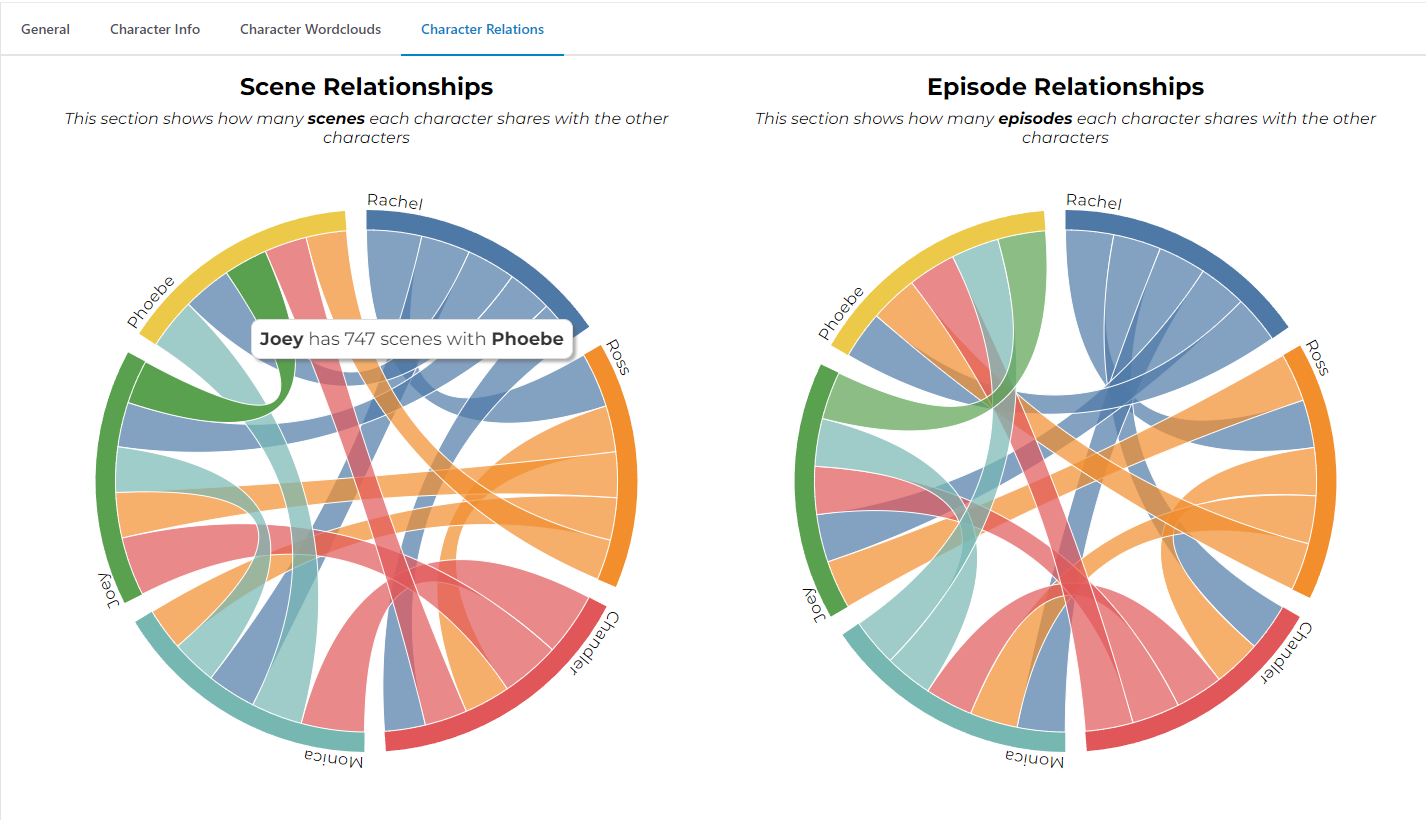 General
Character Info
Character Wordclouds
Character Relations
Scene Relationships
This section shows how many scenes each character shares with the other
characters
Rachel
Ross
Chandler
Monica
Joey
Phoebe
Joey has 747 scenes with Phoebe
Episode Relationships
This section shows how many episodes each character shares with the other
characters
Rachel
Ross
Chandler
Monica
Joey
Phoebe